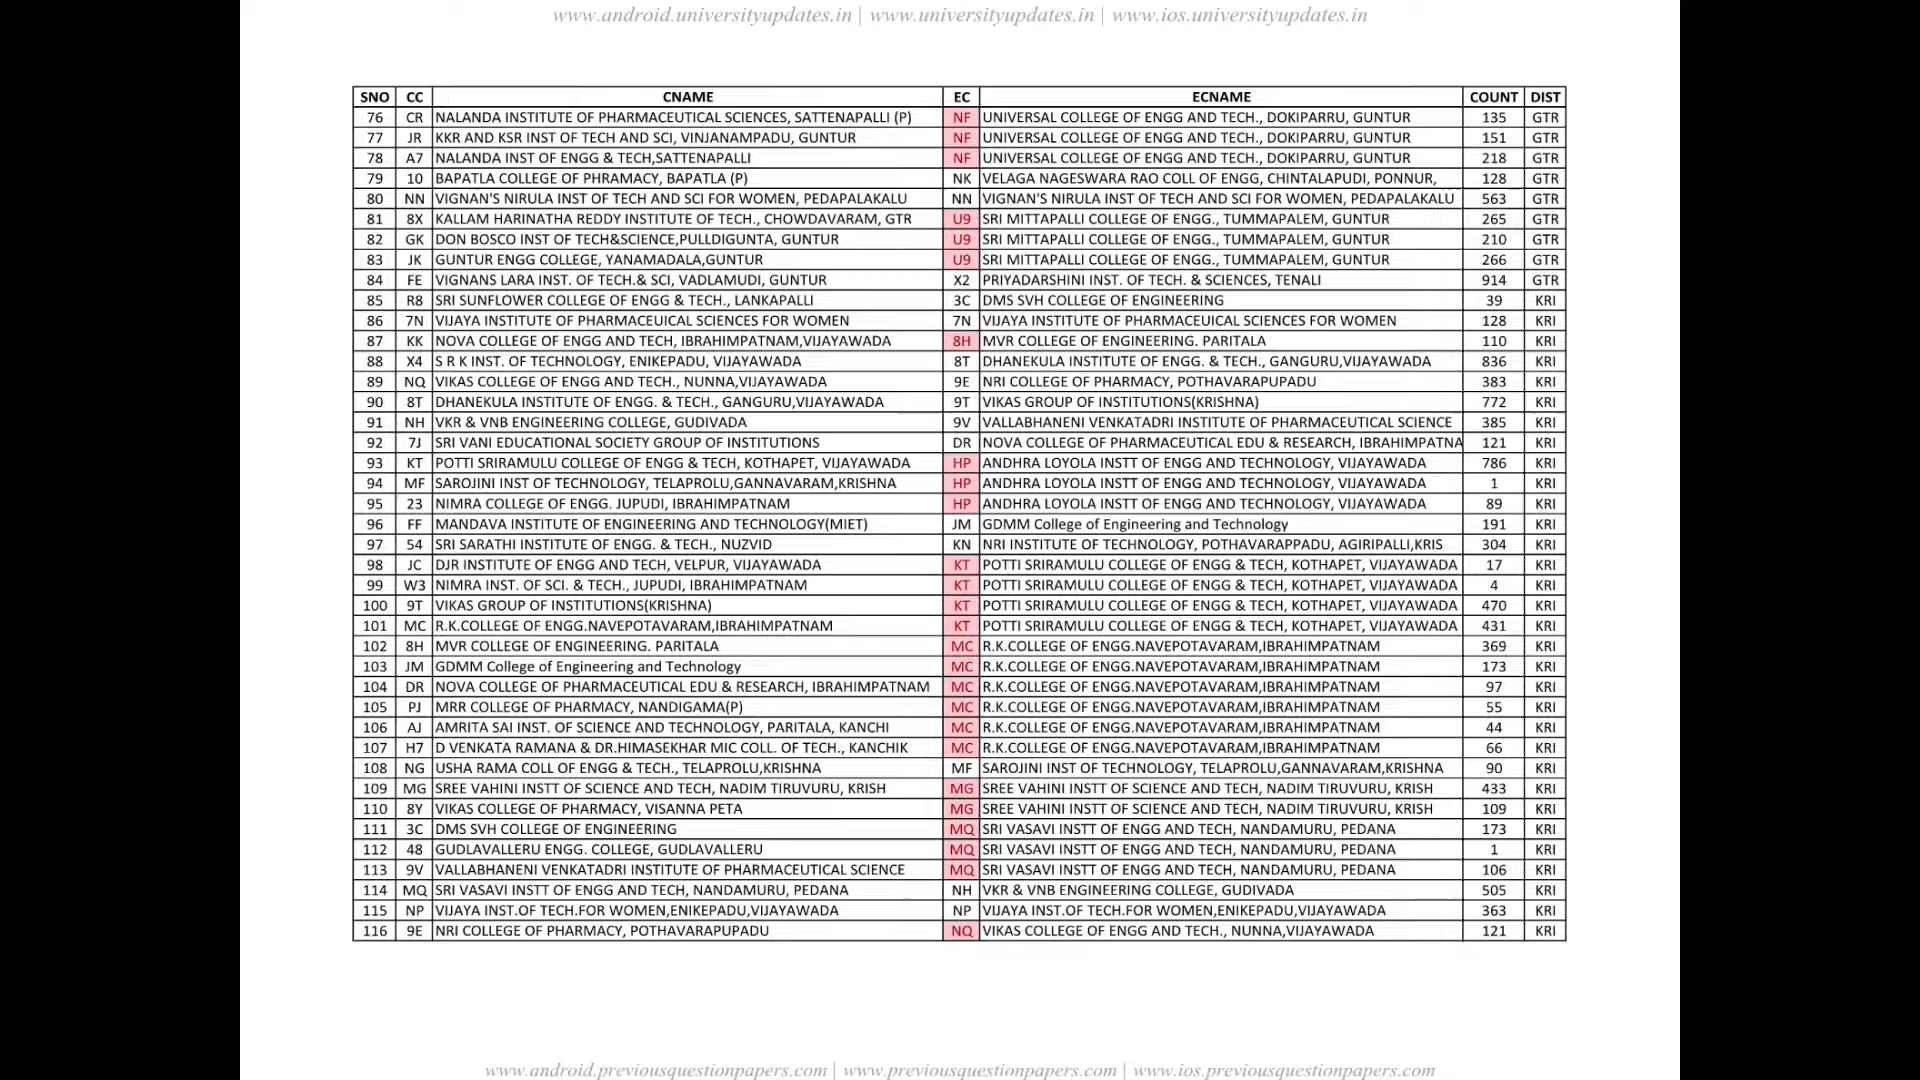 www.android.universityupdates.in | www.universityupdates.in | www.ios.universityupdates.in
SNO CC CNAME EC ECNAME COUNT DIST
76 CR NALANDA INSTITUTE OF PHARMACEUTICAL SCIENCES, SATTENAPALLI (P) NF UNIVERSAL COLLEGE OF ENGG AND TECH., DOKIPARRU, GUNTUR 135 GTR
77 JR KKR AND KSR INST OF TECH AND SCI, VINJANAMPADU, GUNTUR NF UNIVERSAL COLLEGE OF ENGG AND TECH., DOKIPARRU, GUNTUR 151 GTR
78 A7 NALANDA INST OF ENGG & TECH,SATTENAPALLI NF UNIVERSAL COLLEGE OF ENGG AND TECH., DOKIPARRU, GUNTUR 218 GTR
79 10 BAPATLA COLLEGE OF PHRAMACY, BAPATLA (P) NK VELAGA NAGESWARA RAO COLL OF ENGG, CHINTALAPUDI, PONNUR, 128 GTR
80 NN VIGNAN'S NIRULA INST OF TECH AND SCI FOR WOMEN, PEDAPALAKALU NN VIGNAN'S NIRULA INST OF TECH AND SCI FOR WOMEN, PEDAPALAKALU 563 GTR
81 8X KALLAM HARINATHA REDDY INSTITUTE OF TECH., CHOWDAVARAM, GTR U9 SRI MITTAPALLI COLLEGE OF ENGG., TUMMAPALEM, GUNTUR 265 GTR
82 GK DON BOSCO INST OF TECH&SCIENCE,PULLDIGUNTA, GUNTUR U9 SRI MITTAPALLI COLLEGE OF ENGG., TUMMAPALEM, GUNTUR 210 GTR
83 JK GUNTUR ENGG COLLEGE, YANAMADALA,GUNTUR U9 SRI MITTAPALLI COLLEGE OF ENGG., TUMMAPALEM, GUNTUR 266 GTR
84 FE VIGNANS LARA INST. OF TECH.& SCI, VADLAMUDI, GUNTUR X2 PRIYADARSHINI INST. OF TECH. & SCIENCES, TENALI 914 GTR
85 R8 SRI SUNFLOWER COLLEGE OF ENGG & TECH., LANKAPALLI 3C DMS SVH COLLEGE OF ENGINEERING 39 KRI
86 7N VIJAYA INSTITUTE OF PHARMACEUICAL SCIENCES FOR WOMEN 7N VIJAYA INSTITUTE OF PHARMACEUICAL SCIENCES FOR WOMEN 128 KRI
87 KK NOVA COLLEGE OF ENGG AND TECH, IBRAHIMPATNAM,VIJAYAWADA 8H MVR COLLEGE OF ENGINEERING. PARITALA 110 KRI
88 X4 S R K INST. OF TECHNOLOGY, ENIKEPADU, VIJAYAWADA 8T DHANEKULA INSTITUTE OF ENGG. & TECH., GANGURU,VIJAYAWADA 836 KRI
89 NQ VIKAS COLLEGE OF ENGG AND TECH., NUNNA,VIJAYAWADA 9E NRI COLLEGE OF PHARMACY, POTHAVARAPUPADU 383 KRI
90 8T DHANEKULA INSTITUTE OF ENGG. & TECH., GANGURU,VIJAYAWADA 9T VIKAS GROUP OF INSTITUTIONS(KRISHNA) 772 KRI
91 NH VKR & VNB ENGINEERING COLLEGE, GUDIVADA 9V VALLABHANENI VENKATADRI INSTITUTE OF PHARMACEUTICAL SCIENCE 385 KRI
92 7J SRI VANI EDUCATIONAL SOCIETY GROUP OF INSTITUTIONS DR NOVA COLLEGE OF PHARMACEUTICAL EDU & RESEARCH, IBRAHIMPATNA 121 KRI
93 KT POTTI SRIRAMULU COLLEGE OF ENGG & TECH, KOTHAPET, VIJAYAWADA HP ANDHRA LOYOLA INSTT OF ENGG AND TECHNOLOGY, VIJAYAWADA 786 KRI
94 MF SAROJINI INST OF TECHNOLOGY, TELAPROLU,GANNAVARAM,KRISHNA HP ANDHRA LOYOLA INSTT OF ENGG AND TECHNOLOGY, VIJAYAWADA 1 KRI
95 23 NIMRA COLLEGE OF ENGG. JUPUDI, IBRAHIMPATNAM HP ANDHRA LOYOLA INSTT OF ENGG AND TECHNOLOGY, VIJAYAWADA 89 KRI
96 FF MANDAVA INSTITUTE OF ENGINEERING AND TECHNOLOGY(MIET) JM GDMM College of Engineering and Technology 191 KRI
97 54 SRI SARATHI INSTITUTE OF ENGG. & TECH., NUZVID KN NRI INSTITUTE OF TECHNOLOGY, POTHAVARAPPADU, AGIRIPALLI,KRIS 304 KRI
98 JC DJR INSTITUTE OF ENGG AND TECH, VELPUR, VIJAYAWADA KT POTTI SRIRAMULU COLLEGE OF ENGG & TECH, KOTHAPET, VIJAYAWADA 17 KRI
99 W3 NIMRA INST. OF SCI. & TECH., JUPUDI, IBRAHIMPATNAM KT POTTI SRIRAMULU COLLEGE OF ENGG & TECH, KOTHAPET, VIJAYAWADA 4 KRI
100 9T VIKAS GROUP OF INSTITUTIONS(KRISHNA) KT POTTI SRIRAMULU COLLEGE OF ENGG & TECH, KOTHAPET, VIJAYAWADA 470 KRI
101 MC R.K.COLLEGE OF ENGG.NAVEPOTAVARAM,IBRAHIMPATNAM KT POTTI SRIRAMULU COLLEGE OF ENGG & TECH, KOTHAPET, VIJAYAWADA 431 KRI
102 8H MVR COLLEGE OF ENGINEERING. PARITALA MC R.K.COLLEGE OF ENGG.NAVEPOTAVARAM,IBRAHIMPATNAM 369 KRI
103 JM GDMM College of Engineering and Technology MC R.K.COLLEGE OF ENGG.NAVEPOTAVARAM,IBRAHIMPATNAM 173 KRI
104 DR NOVA COLLEGE OF PHARMACEUTICAL EDU & RESEARCH, IBRAHIMPATNAM MC R.K.COLLEGE OF ENGG.NAVEPOTAVARAM,IBRAHIMPATNAM 97 KRI
105 PJ MRR COLLEGE OF PHARMACY, NANDIGAMA(P) MC R.K.COLLEGE OF ENGG.NAVEPOTAVARAM,IBRAHIMPATNAM 55 KRI
106 AJ AMRITA SAI INST. OF SCIENCE AND TECHNOLOGY, PARITALA, KANCHI MC R.K.COLLEGE OF ENGG.NAVEPOTAVARAM,IBRAHIMPATNAM 44 KRI
107 H7 D VENKATA RAMANA & DR.HIMASEKHAR MIC COLL. OF TECH., KANCHIK MC R.K.COLLEGE OF ENGG.NAVEPOTAVARAM,IBRAHIMPATNAM 66 KRI
108 NG USHA RAMA COLL OF ENGG & TECH., TELAPROLU,KRISHNA MF SAROJINI INST OF TECHNOLOGY, TELAPROLU,GANNAVARAM,KRISHNA 90 KRI
109 MG SREE VAHINI INSTT OF SCIENCE AND TECH, NADIM TIRUVURU, KRISH MG SREE VAHINI INSTT OF SCIENCE AND TECH, NADIM TIRUVURU, KRISH 433 KRI
110 8Y VIKAS COLLEGE OF PHARMACY, VISANNA PETA MG SREE VAHINI INSTT OF SCIENCE AND TECH, NADIM TIRUVURU, KRISH 109 KRI
111 3C DMS SVH COLLEGE OF ENGINEERING MQ SRI VASAVI INSTT OF ENGG AND TECH, NANDAMURU, PEDANA 173 KRI
112 48 GUDLAVALLERU ENGG. COLLEGE, GUDLAVALLERU MQ SRI VASAVI INSTT OF ENGG AND TECH, NANDAMURU, PEDANA 1 KRI
113 9V VALLABHANENI VENKATADRI INSTITUTE OF PHARMACEUTICAL SCIENCE MQ SRI VASAVI INSTT OF ENGG AND TECH, NANDAMURU, PEDANA 106 KRI
114 MQ SRI VASAVI INSTT OF ENGG AND TECH, NANDAMURU, PEDANA NH VKR & VNB ENGINEERING COLLEGE, GUDIVADA 505 KRI
115 NP VIJAYA INST.OF TECH.FOR WOMEN,ENIKEPADU,VIJAYAWADA NP VIJAYA INST.OF TECH.FOR WOMEN,ENIKEPADU,VIJAYAWADA 363 KRI
116 9E NRI COLLEGE OF PHARMACY, POTHAVARAPUPADU NQ VIKAS COLLEGE OF ENGG AND TECH., NUNNA,VIJAYAWADA 121 KRI
www.android.previousquestionpapers.com | www.previousquestionpapers.com | www.ios.previousquestionpapers.com